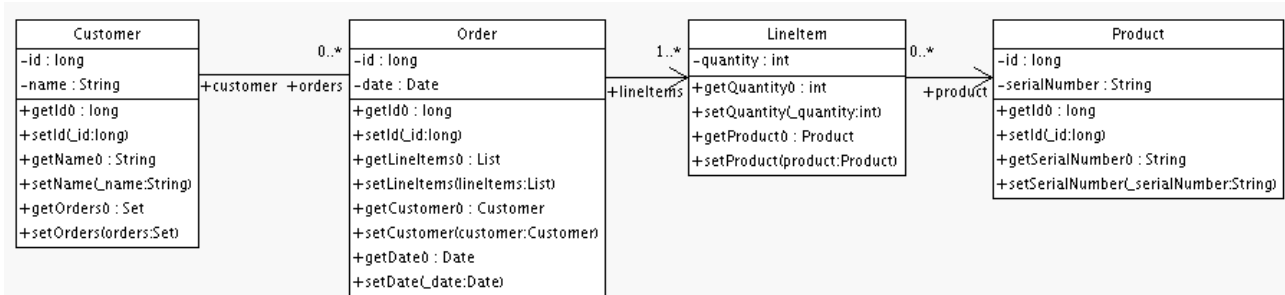 Customer
-id : long
-name : String
+getId() : long
+setId(_id:long)
+getName() : String
+setName(_name:String)
+getOrders() : Set
+setOrders(orders:Set)
0..*
+customer +orders
Order
-id : long
-date : Date
+getId() : long
+setId(_id:long)
+getLineItems() : List
+setLineItems(lineItems:List)
+getCustomer() : Customer
+setCustomer(customer:Customer)
+getDate() : Date
+setDate(_date:Date)
1..*
+lineItems
LineItem
-quantity : int
+getQuantity() : int
+setQuantity(_quantity:int)
+getProduct() : Product
+setProduct(product:Product)
0..*
+product
Product
-id : long
-serialNumber : String
+getId() : long
+setId(_id:long)
+getSerialNumber() : String
+setSerialNumber(_serialNumber:String)